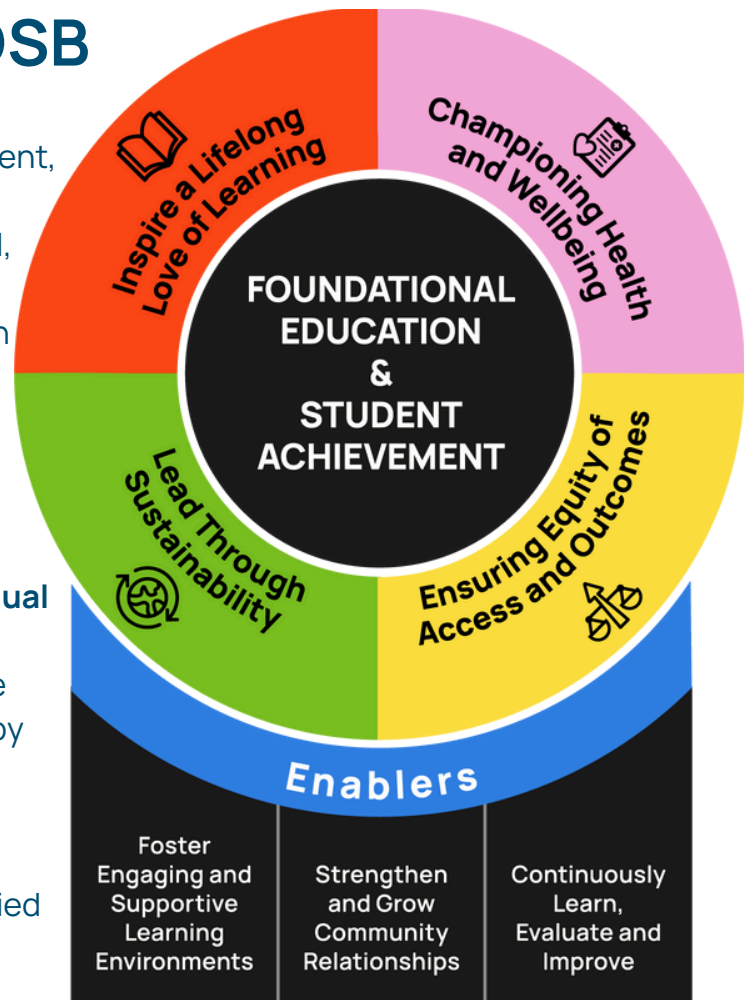 DSB
ent,
n
ual
e
by
ied
Inspire a Lifelong
Love of Learning
Championing Health
and Wellbeing
FOUNDATIONAL
EDUCATION
&
STUDENT
ACHIEVEMENT
Lead Through
Sustainability
Ensuring Equity of
Access and Outcomes
Enablers
Foster
Engaging and
Supportive
Learning
Environments
Strengthen
and Grow
Community
Relationships
Continuously
Learn,
Evaluate and
Improve